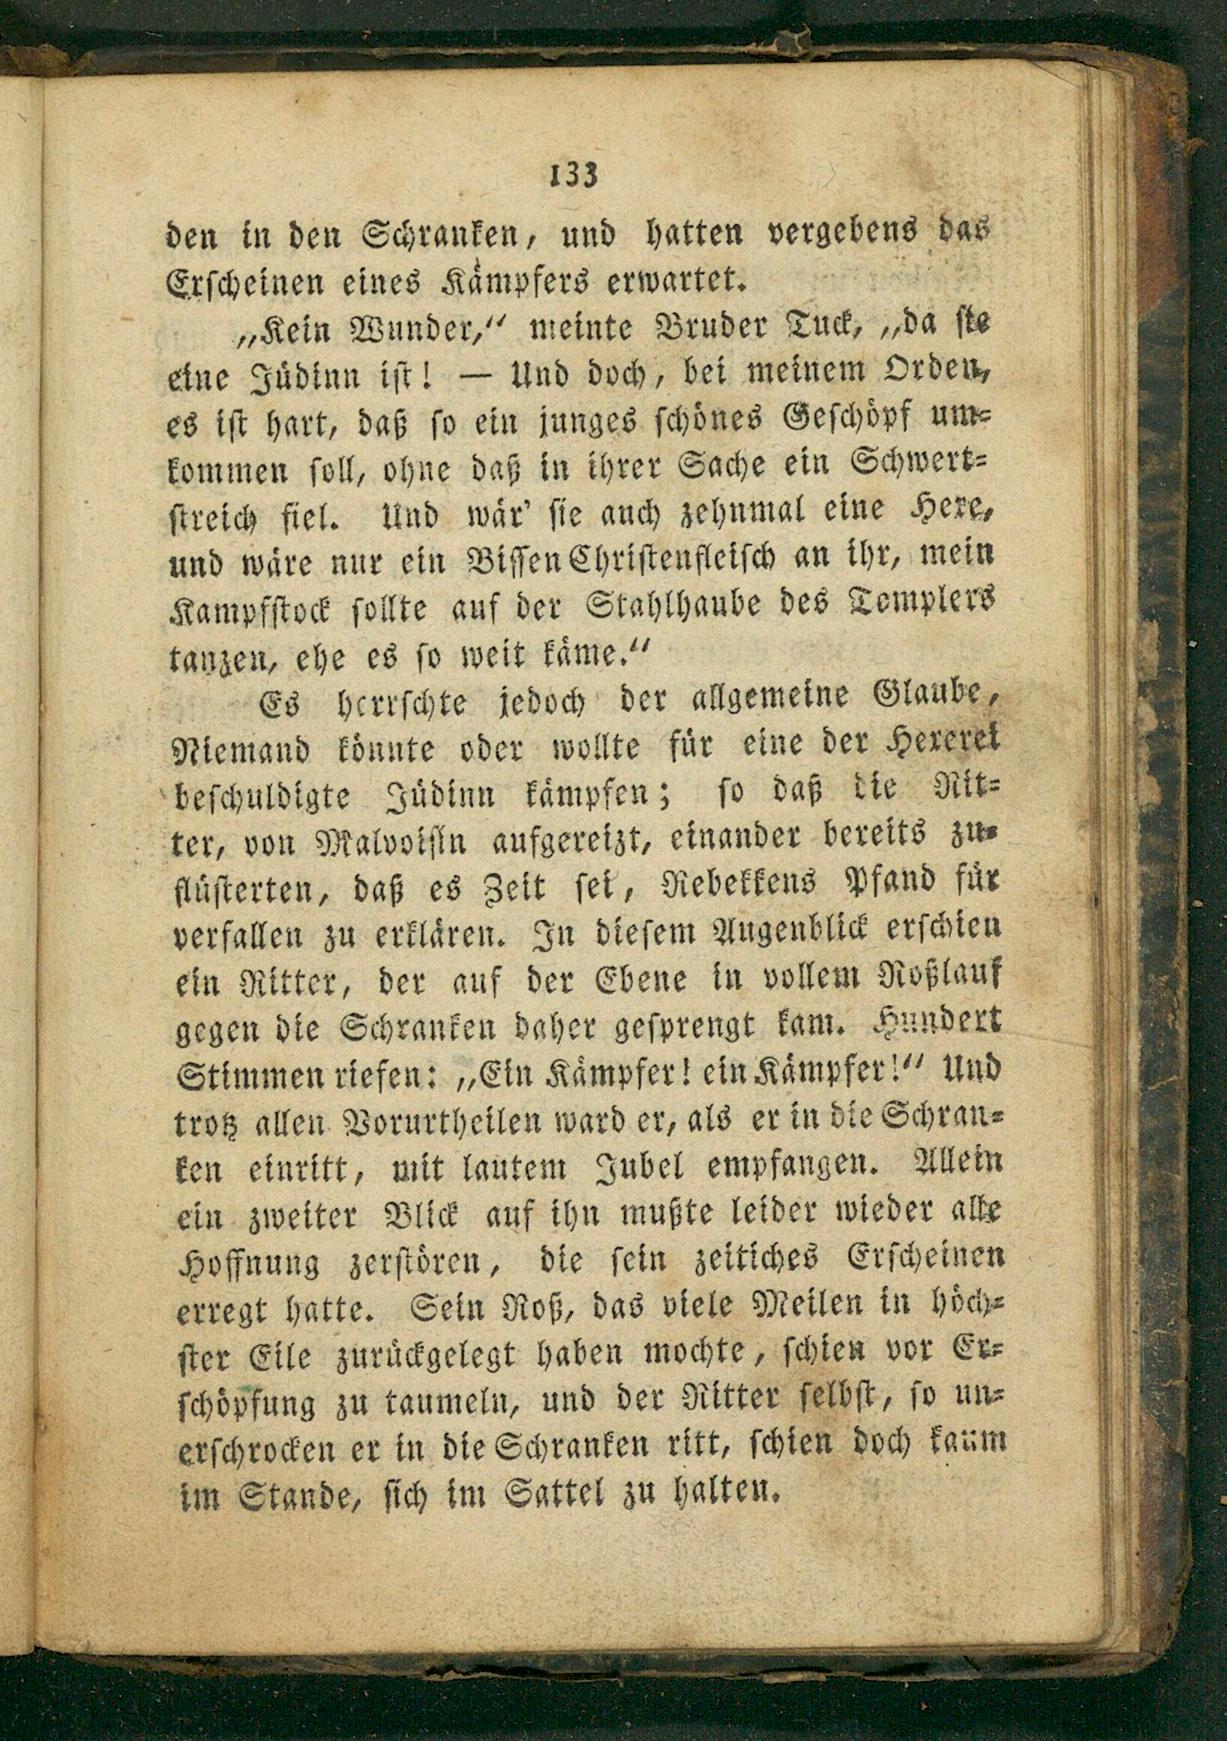 133
den in den Schranken, und hatten vergebens das
Erscheinen eines Kämpfers erwartet.
„Kein Wunder,“ meinte Bruder Tuck, „da sie
eine Jüdinn ist! — Und doch, bei meinem Orden,
es ist hart, daß so ein junges schönes Geschöpf um-
kommen soll, ohne daß in ihrer Sache ein Schwert-
streich fiel. Und wär' sie auch zehnmal eine Hexe,
und wäre nur ein Bissen Christenfleisch an ihr, mein
Kampfstock sollte auf der Stahlhaube des Templers
tanzen, ehe es so weit käme.“
Es herrschte jedoch der allgemeine Glaube,
Niemand könnte oder wollte für eine der Hexerei
beschuldigte Jüdinn kämpfen; so daß die Rit-
ter, von Malvoisin aufgereizt, einander bereits zu-
flüsterten, daß es Zeit sei, Rebekkens Pfand für
verfallen zu erklären. In diesem Augenblick erschien
ein Ritter, der auf der Ebene in vollem Roßlauf
gegen die Schranken daher gesprengt kam. Hundert
Stimmen riefen: „Ein Kämpfer! ein Kämpfer!“ Und
trotz allen Vorurtheilen ward er, als er in die Schran-
ken einritt, mit lautem Jubel empfangen. Allein
ein zweiter Blick auf ihn mußte leider wieder alle
Hoffnung zerstören, die sein zeitiches Erscheinen
erregt hatte. Sein Roß, das viele Meilen in höch-
ster Eile zurückgelegt haben mochte, schien vor Er-
schöpfung zu taumeln, und der Ritter selbst, so un-
erschrocken er in die Schranken ritt, schien doch kaum
im Stande, sich im Sattel zu halten.